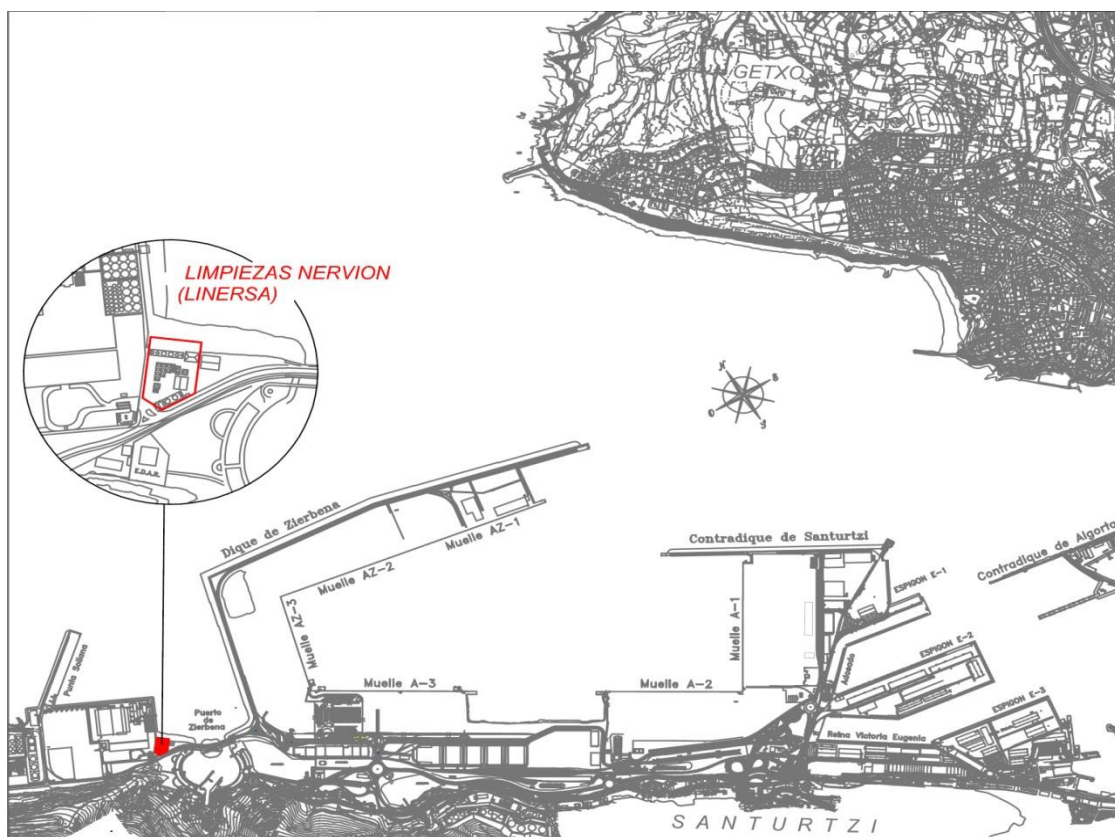 GETXO
LIMPIEZAS NERVION
(LINERSA)
E.D.A.R.
Dique de Zierbena
Muelle AZ-1
Muelle AZ-2
Muelle AZ-3
Contradique de Santurtzi
Contradique de Algorta
Muelle A-1
ESPIGON E-1
ESPIGON E-2
ESPIGON E-3
Adosado
Punta Sollana
Puerto
de
Zierbena
Muelle A-3
Muelle A-2
Reina Victoria Eugenia
SANTURTZI